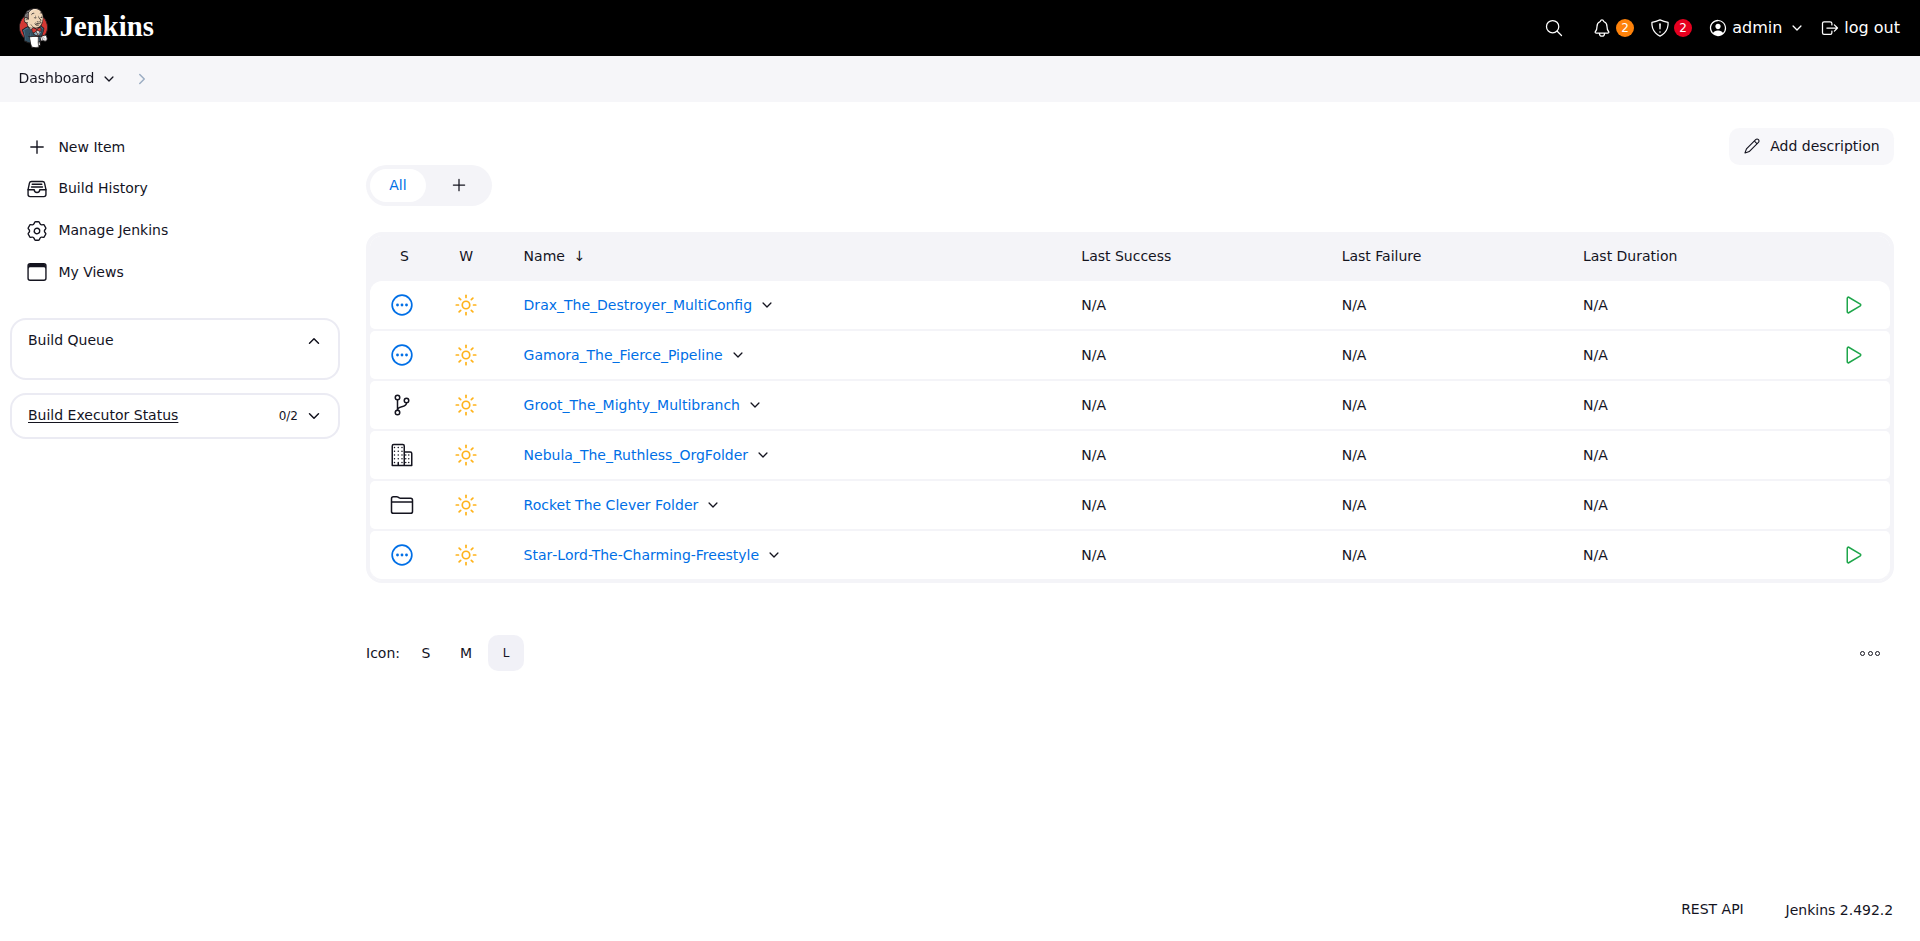 Jenkins
2
2
admin
log out
Dashboard
New Item
Build History
Manage Jenkins
My Views
Build Queue
Build Executor Status 0/2
Add description
All
S W Name ↓ Last Success Last Failure Last Duration
Drax_The_Destroyer_MultiConfig N/A N/A N/A
Gamora_The_Fierce_Pipeline N/A N/A N/A
Groot_The_Mighty_Multibranch N/A N/A N/A
Nebula_The_Ruthless_OrgFolder N/A N/A N/A
Rocket The Clever Folder N/A N/A N/A
Star-Lord-The-Charming-Freestyle N/A N/A N/A
Icon: S M L
REST API Jenkins 2.492.2